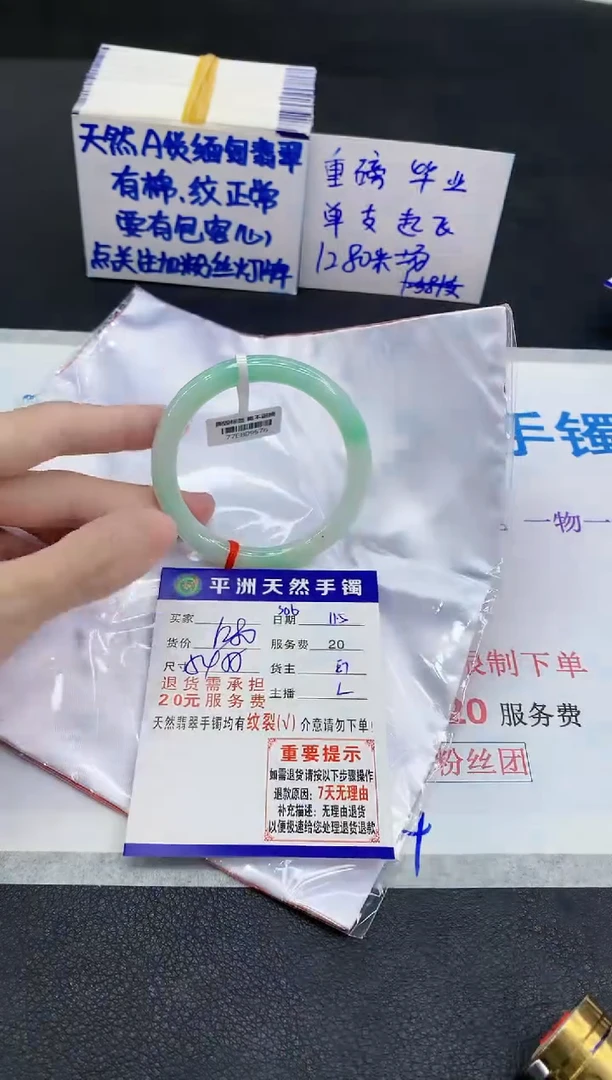 天然A货缅甸翡翠
有棉、纹正常
要有包容心)
点关注加粉丝灯牌
重磅 毕业
单支起飞
1280米场
手镯
一物一
平洲天然手镯
买家 日期 11.5
货价 1280 服务费 20
尺寸 货主
退货需承担
20元服务费
主播 L
天然翡翠手镯均有纹裂(√) 介意请勿下单!
重要提示
如需退货请按以下步骤操作
退款原因:7天无理由
补充描述:无理由退货
以便极速给您处理退货退款
限制下单
20 服务费
粉丝团